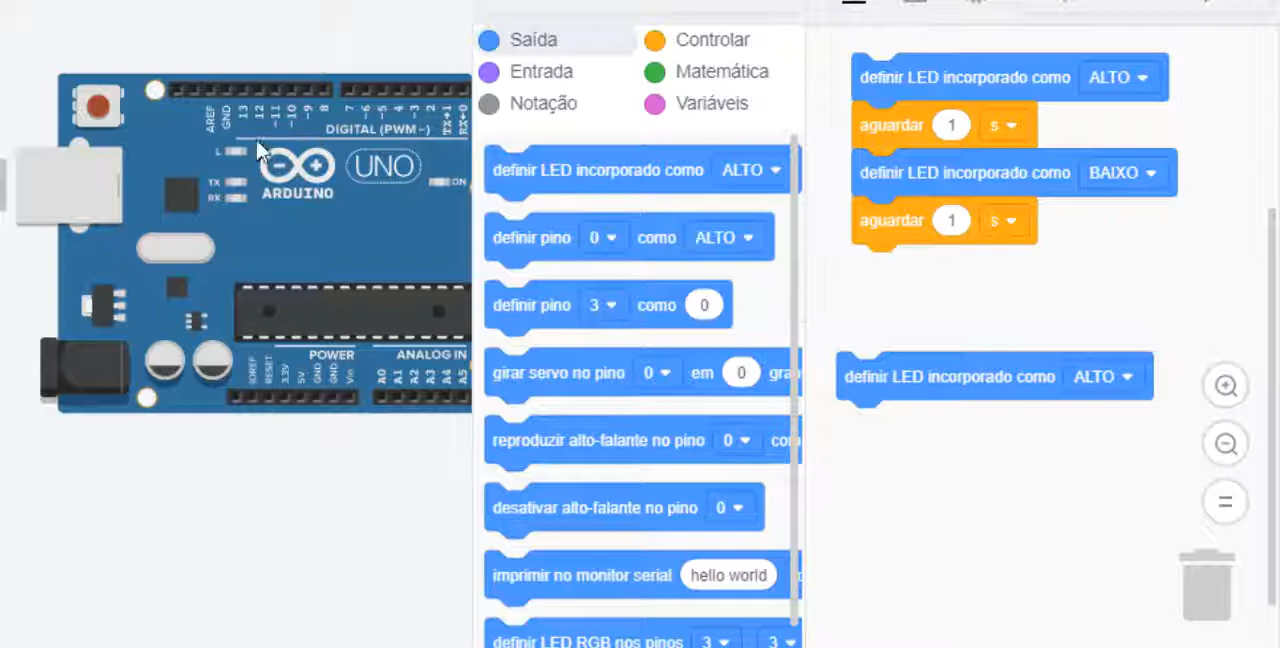 Saída
Controlar
Entrada
Matemática
Notação
Variáveis
AREF
GND
13
12
~11
~10
~9
8
7
~6
~5
4
~3
2
TX→1
RX←0
DIGITAL (PWM~)
L
TX
RX
UNO
ON
ARDUINO
POWER
ANALOG IN
IOREF
RESET
3.3V
5V
GND
GND
Vin
A0
A1
A2
A3
A4
A5
definir LED incorporado como ALTO
definir pino 0 como ALTO
definir pino 3 como 0
girar servo no pino 0 em 0 gra
reproduzir alto-falante no pino 0 com
desativar alto-falante no pino 0
imprimir no monitor serial hello world
definir LED RGB nos pinos 3 3
definir LED incorporado como ALTO
aguardar 1 s
definir LED incorporado como BAIXO
aguardar 1 s
definir LED incorporado como ALTO